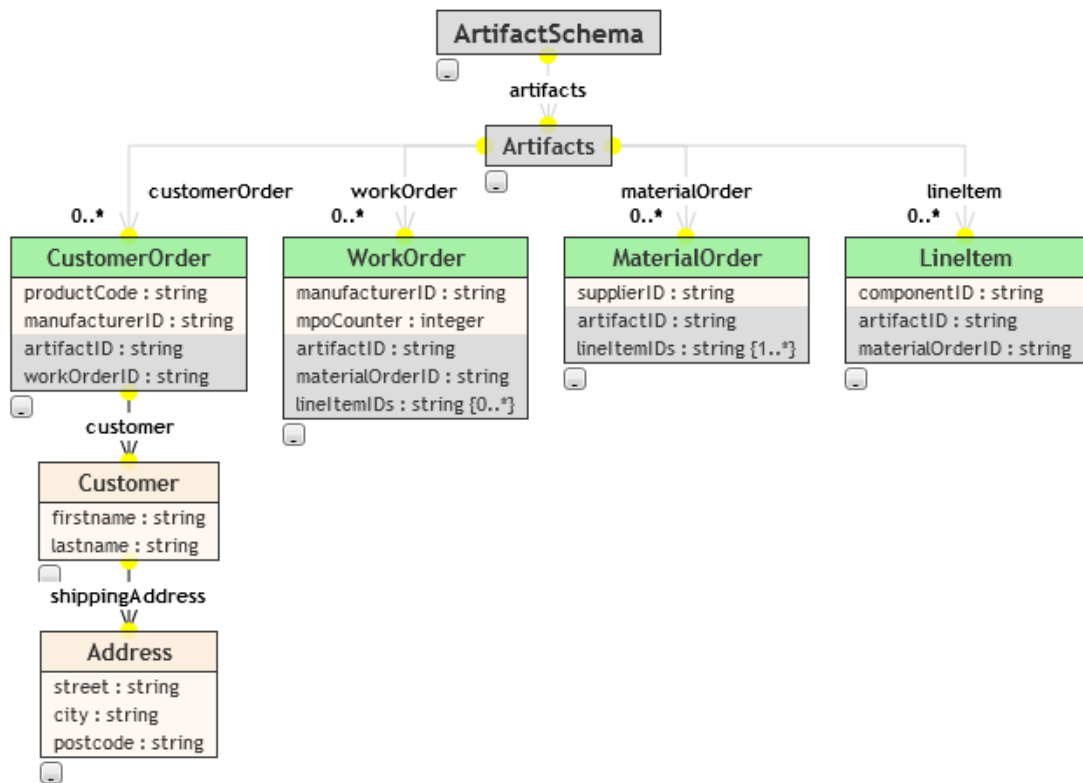 ArtifactSchema
artifacts
Artifacts
customerOrder
workOrder
materialOrder
lineItem
0..*
0..*
0..*
0..*
CustomerOrder
productCode : string
manufacturerID : string
artifactID : string
workOrderID : string
WorkOrder
manufacturerID : string
mpoCounter : integer
artifactID : string
materialOrderID : string
lineItemIDs : string {0..*}
MaterialOrder
supplierID : string
artifactID : string
lineItemIDs : string {1..*}
LineItem
componentID : string
artifactID : string
materialOrderID : string
customer
Customer
firstname : string
lastname : string
shippingAddress
Address
street : string
city : string
postcode : string